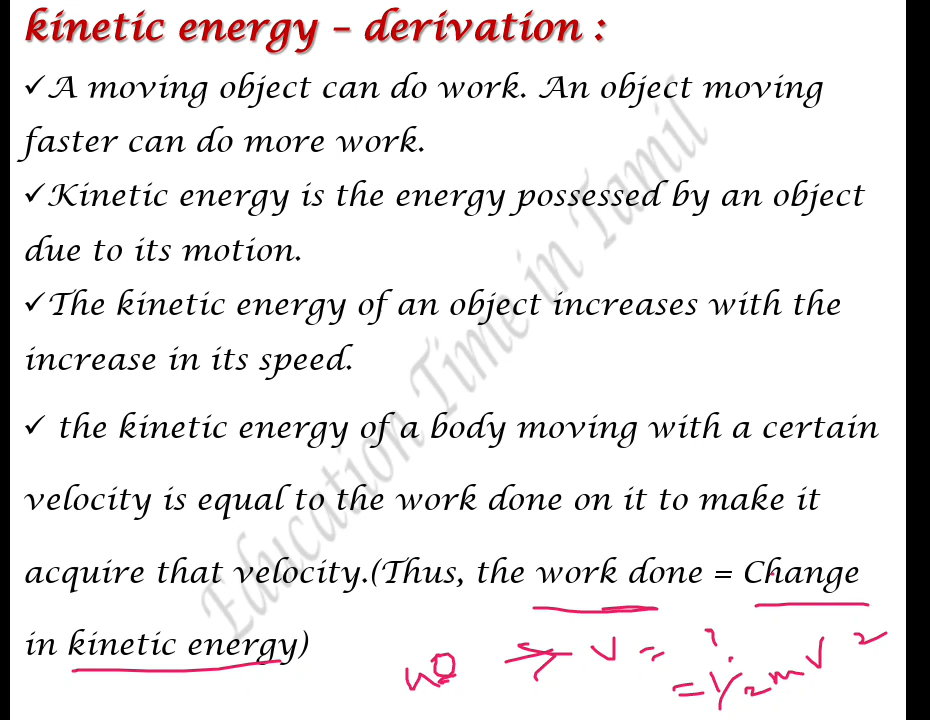 kinetic energy – derivation :
✓A moving object can do work. An object moving
faster can do more work.
✓Kinetic energy is the energy possessed by an object
due to its motion.
✓The kinetic energy of an object increases with the
increase in its speed.
✓ the kinetic energy of a body moving with a certain
velocity is equal to the work done on it to make it
acquire that velocity.(Thus, the work done = Change
in kinetic energy)
V = ?
= 1/2 m V 2
Education Time in Tamil